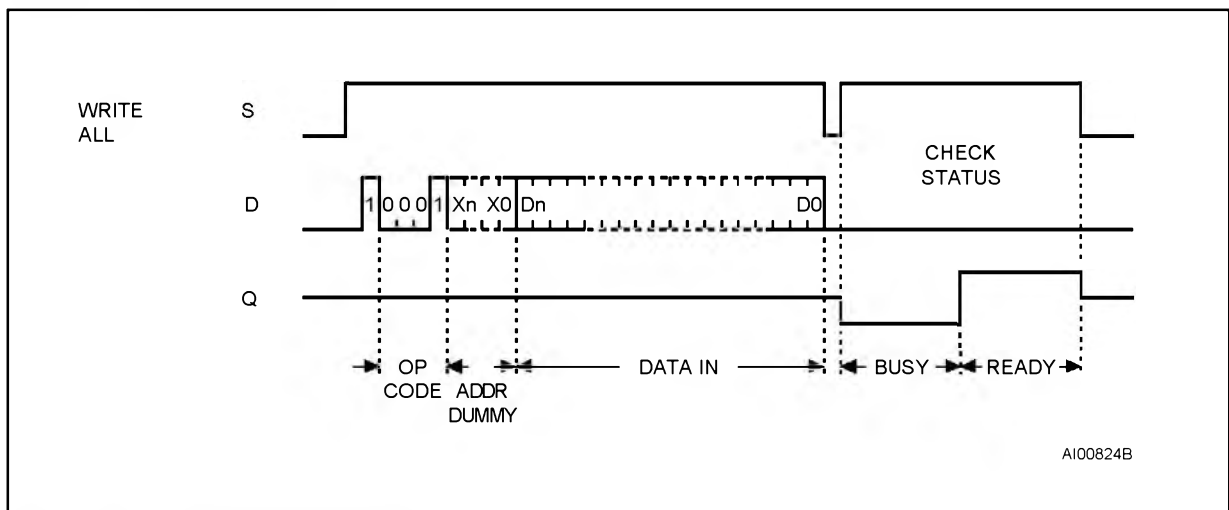 WRITE
ALL
S
CHECK
STATUS
D
1 0 0 0 1 Xn X0 Dn D0
Q
OP
CODE
ADDR
DUMMY
DATA IN
BUSY
READY
AI00824B